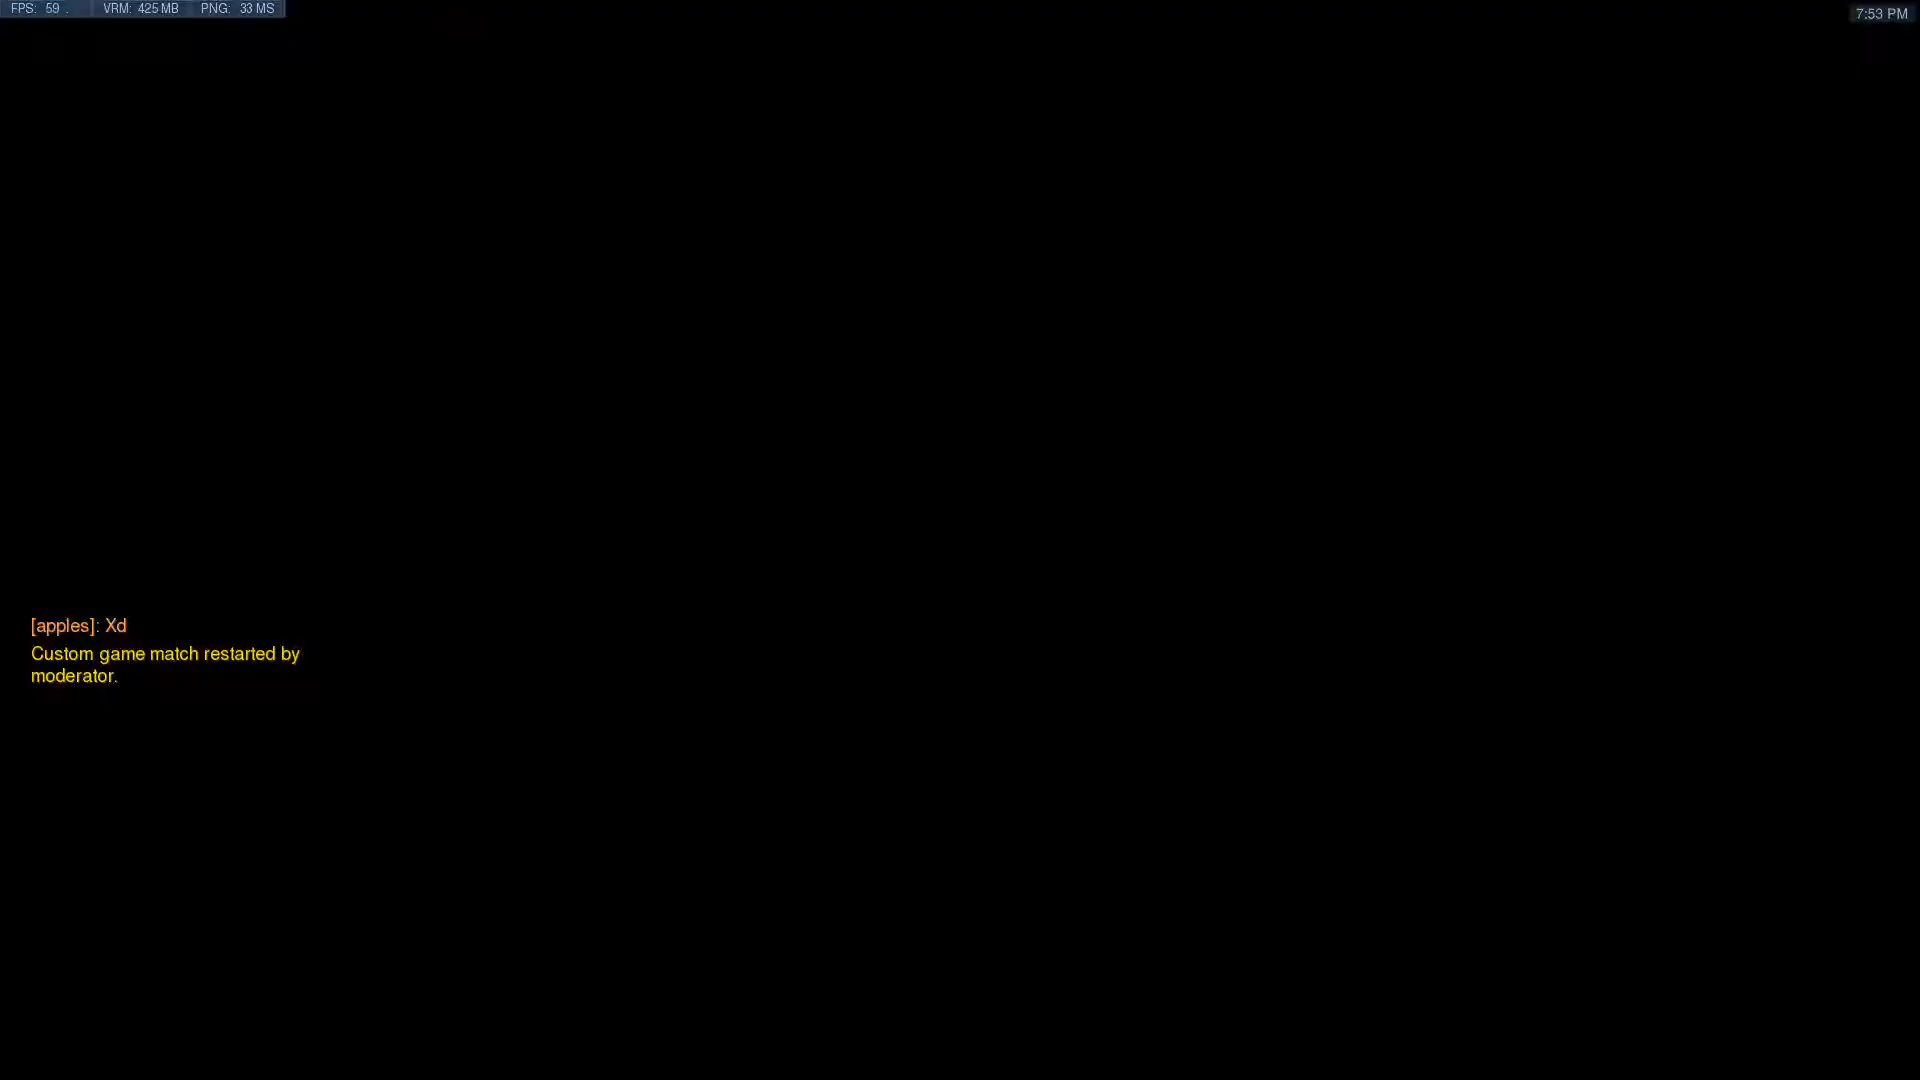 FPS: 59 . VRM: 425 MB PNG: 33 MS
7:53 PM
[apples]: Xd
Custom game match restarted by
moderator.